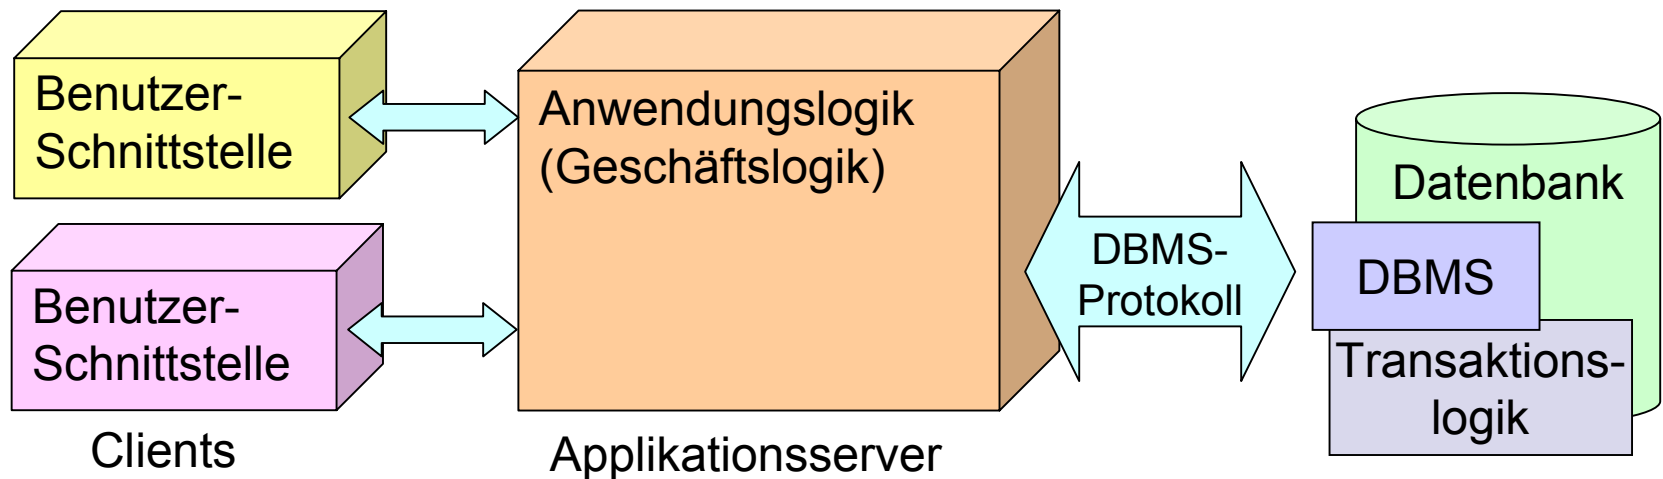 Benutzer-
Schnittstelle
Benutzer-
Schnittstelle
Clients
Anwendungslogik
(Geschäftslogik)
Applikationsserver
DBMS-
Protokoll
Datenbank
DBMS
Transaktions-
logik